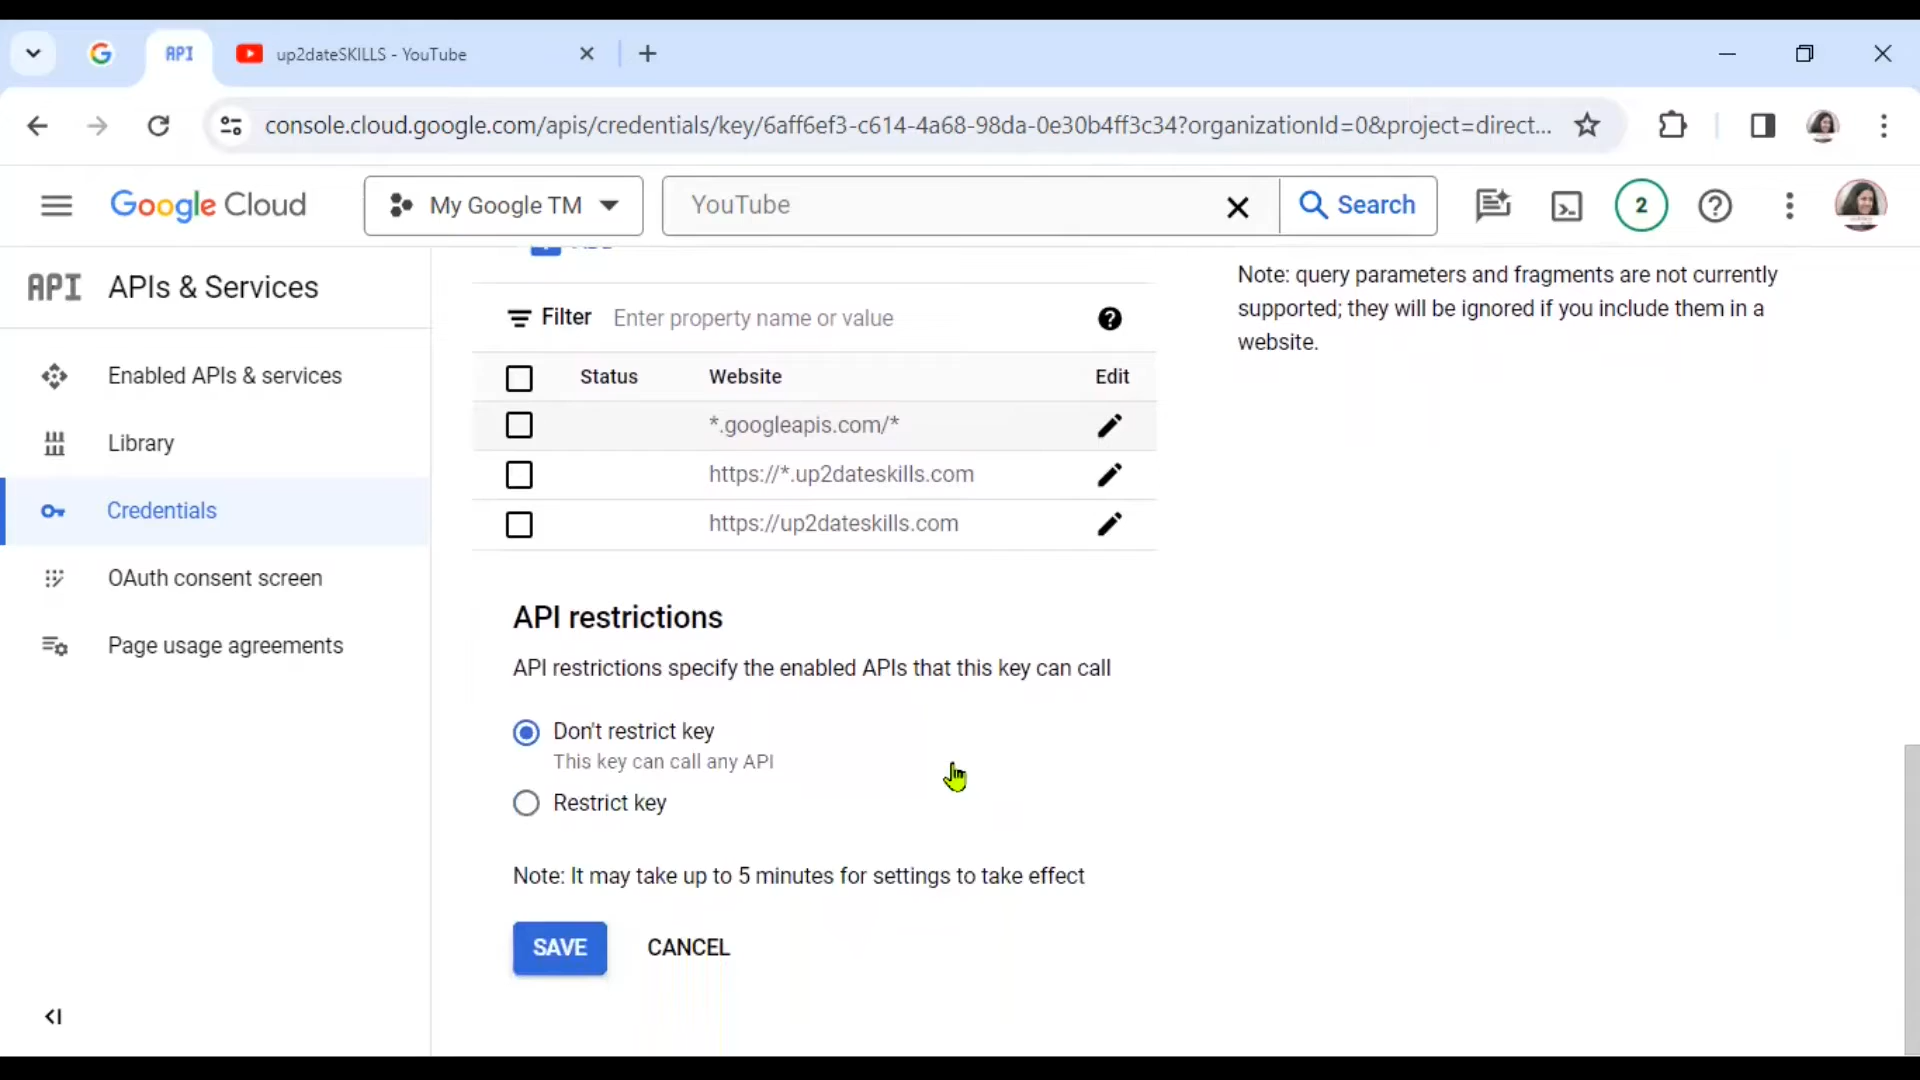 API
up2dateSKILLS - YouTube
console.cloud.google.com/apis/credentials/key/6aff6ef3-c614-4a68-98da-0e30b4ff3c34?organizationId=0&project=direct...
Google Cloud
My Google TM
YouTube
Search
2
API APIs & Services
Enabled APIs & services
Library
Credentials
OAuth consent screen
Page usage agreements
Filter Enter property name or value
Status Website Edit
*.googleapis.com/*
https://*.up2dateskills.com
https://up2dateskills.com
Note: query parameters and fragments are not currently
supported; they will be ignored if you include them in a
website.
API restrictions
API restrictions specify the enabled APIs that this key can call
Don't restrict key
This key can call any API
Restrict key
Note: It may take up to 5 minutes for settings to take effect
SAVE CANCEL